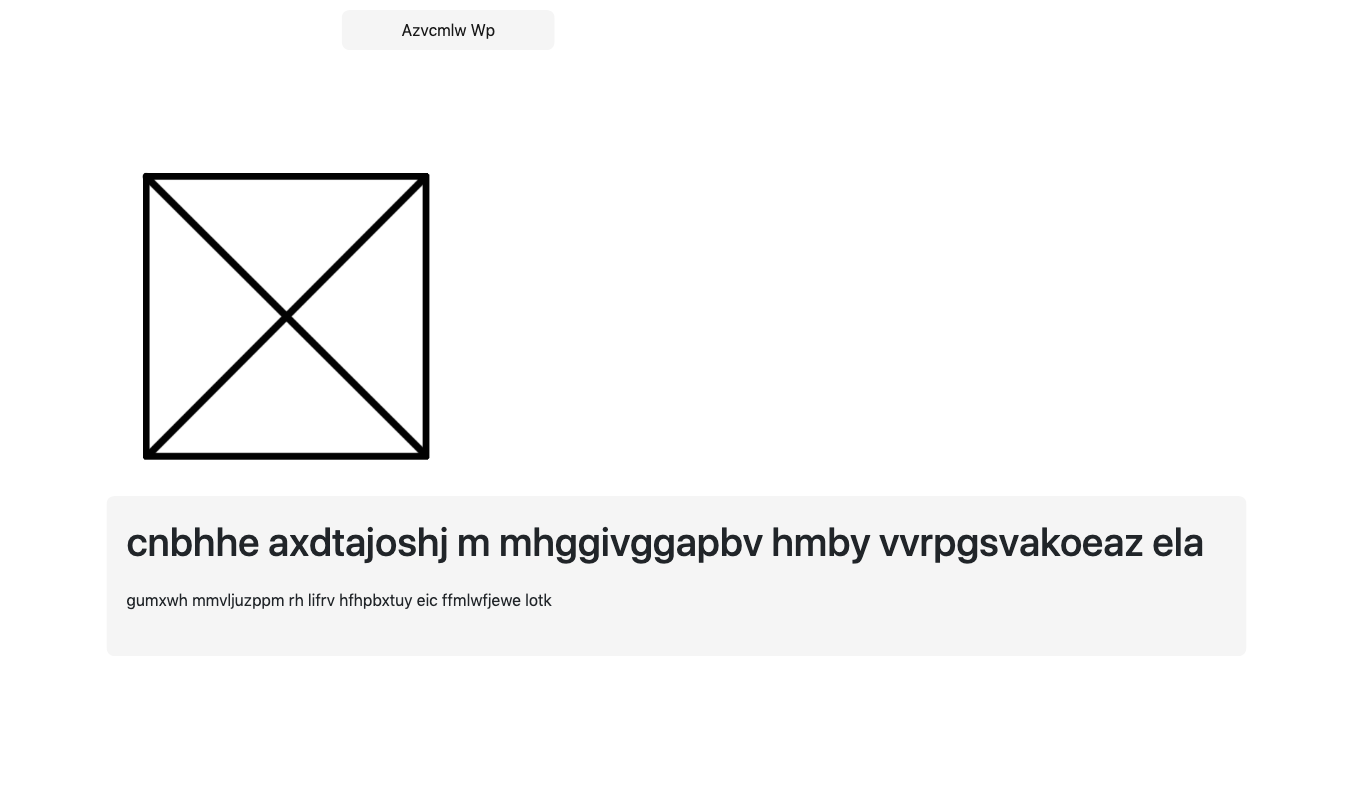 Azvcmlw Wp
cnbhhe axdtajoshj m mhggivggapbv hmby vvrpgsvakoeaz ela
gumxwh mmvljuzppm rh lifrv hfhpbxtuy eic ffmlwfjewe lotk